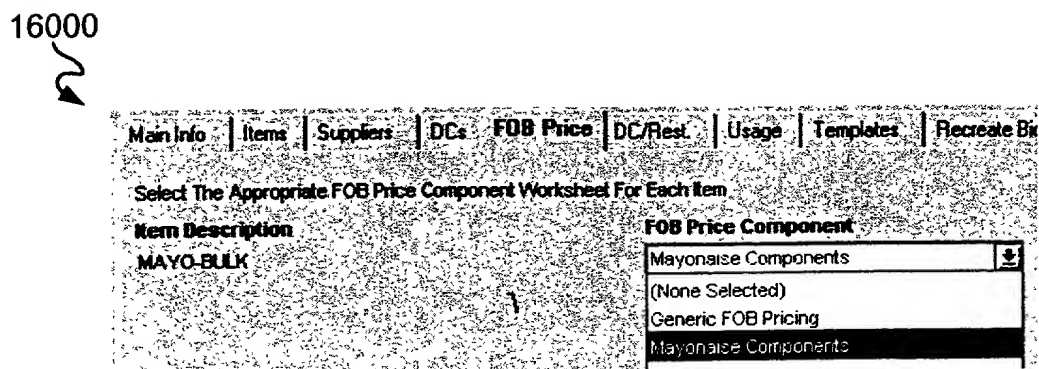 16000
Main Info Items Suppliers DCs FOB Price DC/Rest. Usage Templates Recreate Bi
Select The Appropriate FOB Price Component Worksheet For Each Item
Item Description FOB Price Component
MAYO-BULK Mayonaise Components
(None Selected)
Generic FOB Pricing
Mayonaise Components